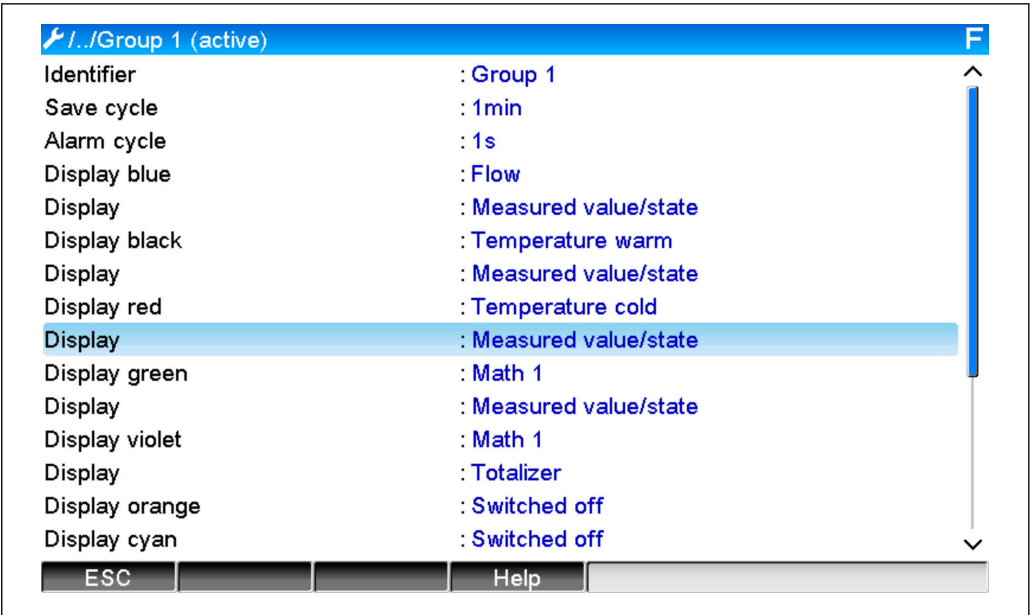 /../Group 1 (active) F
Identifier : Group 1
Save cycle : 1min
Alarm cycle : 1s
Display blue : Flow
Display : Measured value/state
Display black : Temperature warm
Display : Measured value/state
Display red : Temperature cold
Display : Measured value/state
Display green : Math 1
Display : Measured value/state
Display violet : Math 1
Display : Totalizer
Display orange : Switched off
Display cyan : Switched off
ESC Help